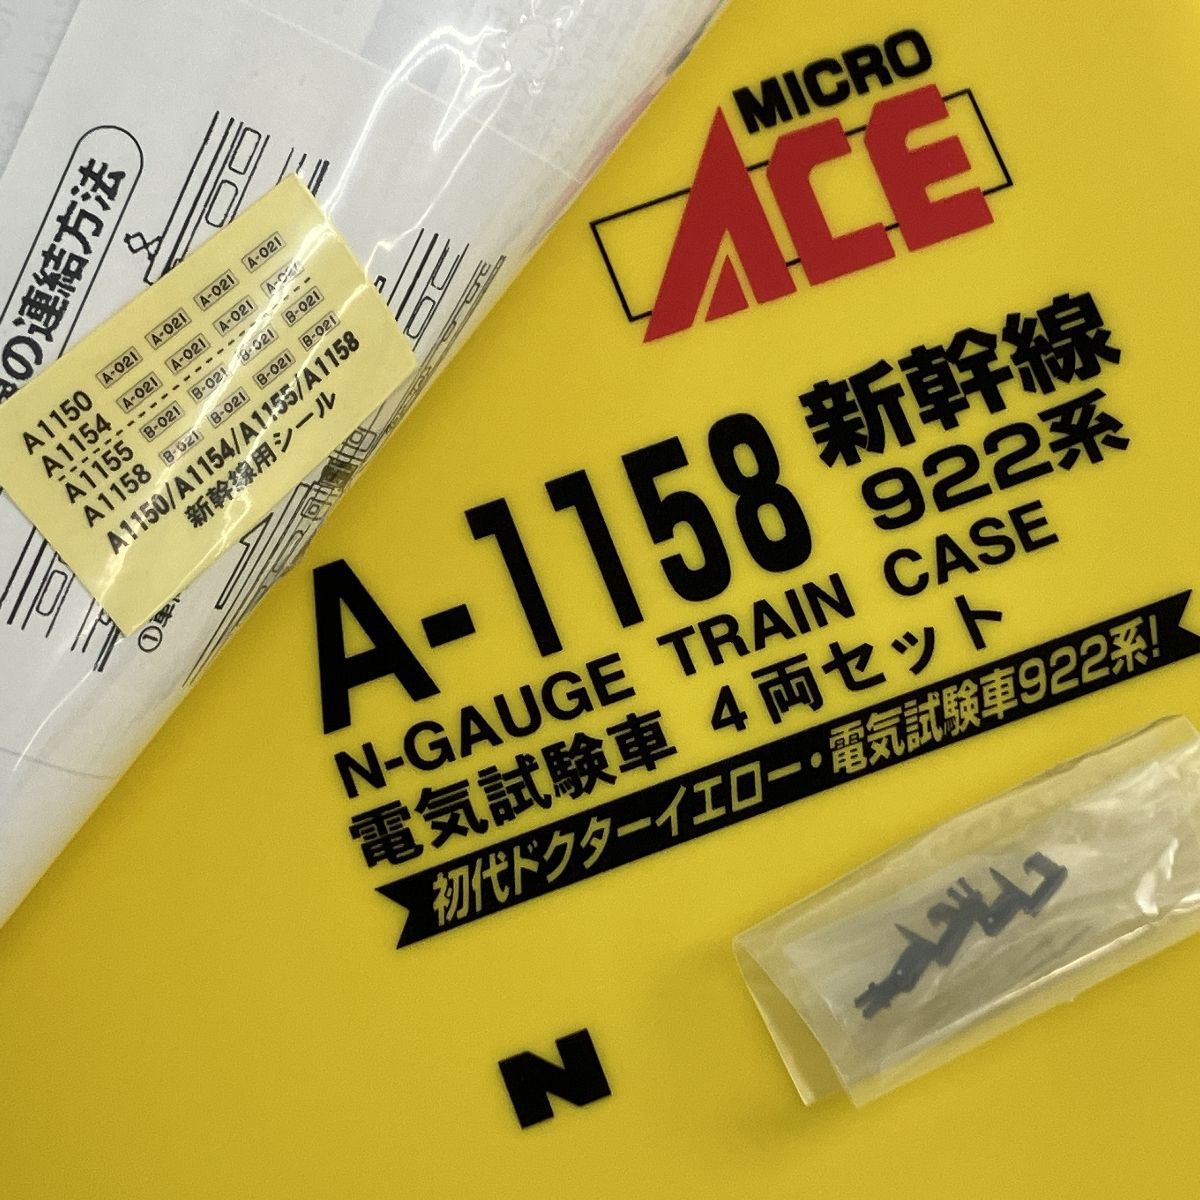 MICRO
ACE
A-1158 新幹線
922系
N-GAUGE TRAIN CASE
電気試験車 4両セット
初代ドクターイエロー・電気試験車922系!
N
の連結方法
A1150 A-021 A-021 A-021 A-021
A1154 A-021 A-021 A-021 A-021
A1155 B-021 B-021 B-021 B-021
A1158 B-021 B-021 B-021 B-021
A1150/A1154/A1155/A1158
新幹線用シール
①車